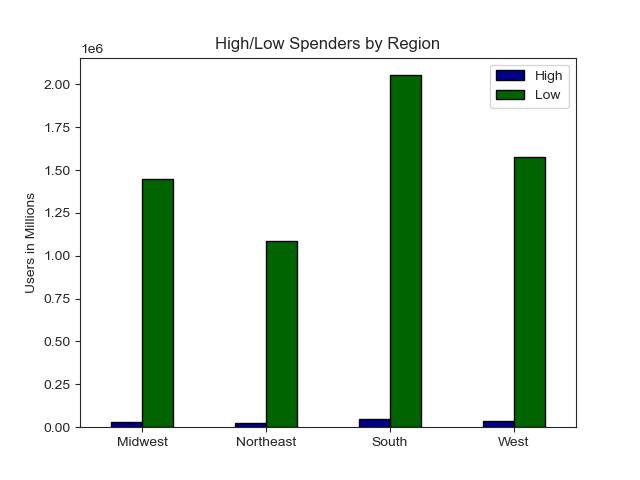 High/Low Spenders by Region
1e6
High
Low
Users in Millions
2.00
1.75
1.50
1.25
1.00
0.75
0.50
0.25
0.00
Midwest Northeast South West